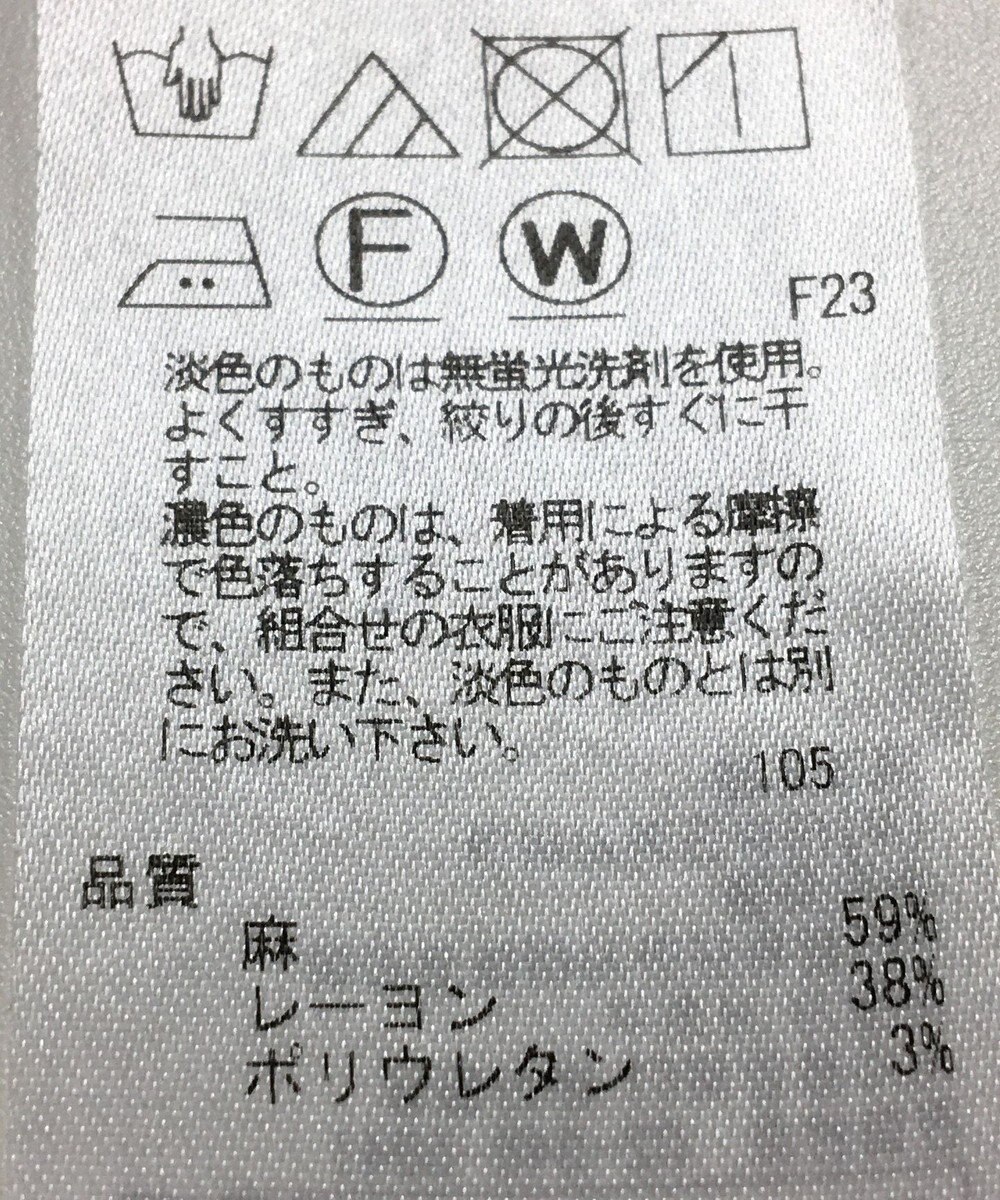 F
W
F23
淡色のものは無蛍光洗剤を使用。
よくすすぎ、絞りの後すぐに干
すこと。
濃色のものは、着用による摩擦
で色落ちすることがありますの
で、組合せの衣服にご注意くだ
さい。また、淡色のものとは別
にお洗い下さい。
105
品質
麻 59%
レーヨン 38%
ポリウレタン 3%